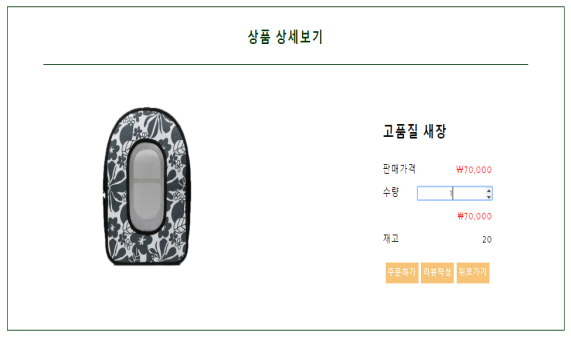 상품 상세보기
고품질 새장
판매가격 ₩70,000
수량 1
₩70,000
재고 20
주문하기 리뷰작성 뒤로가기